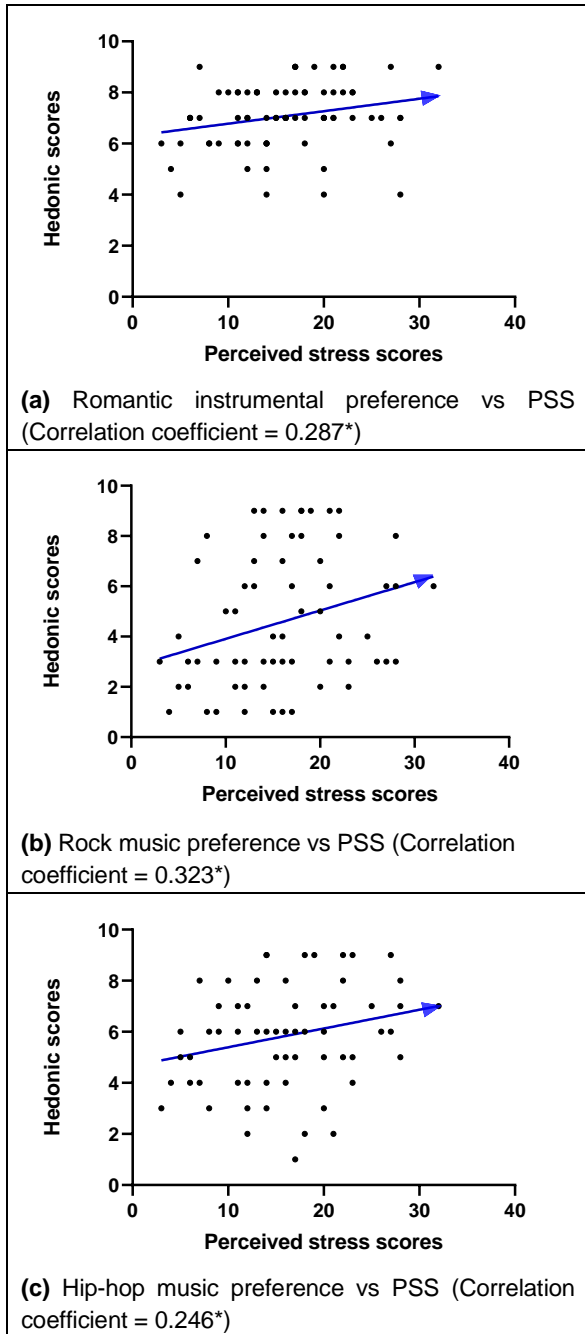 10
8
6
4
2
0
Hedonic scores
0 10 20 30 40
Perceived stress scores
(a) Romantic instrumental preference vs PSS
(Correlation coefficient = 0.287*)
10
8
6
4
2
0
Hedonic scores
0 10 20 30 40
Perceived stress scores
(b) Rock music preference vs PSS (Correlation
coefficient = 0.323*)
10
8
6
4
2
0
Hedonic scores
0 10 20 30 40
Perceived stress scores
(c) Hip-hop music preference vs PSS (Correlation
coefficient = 0.246*)